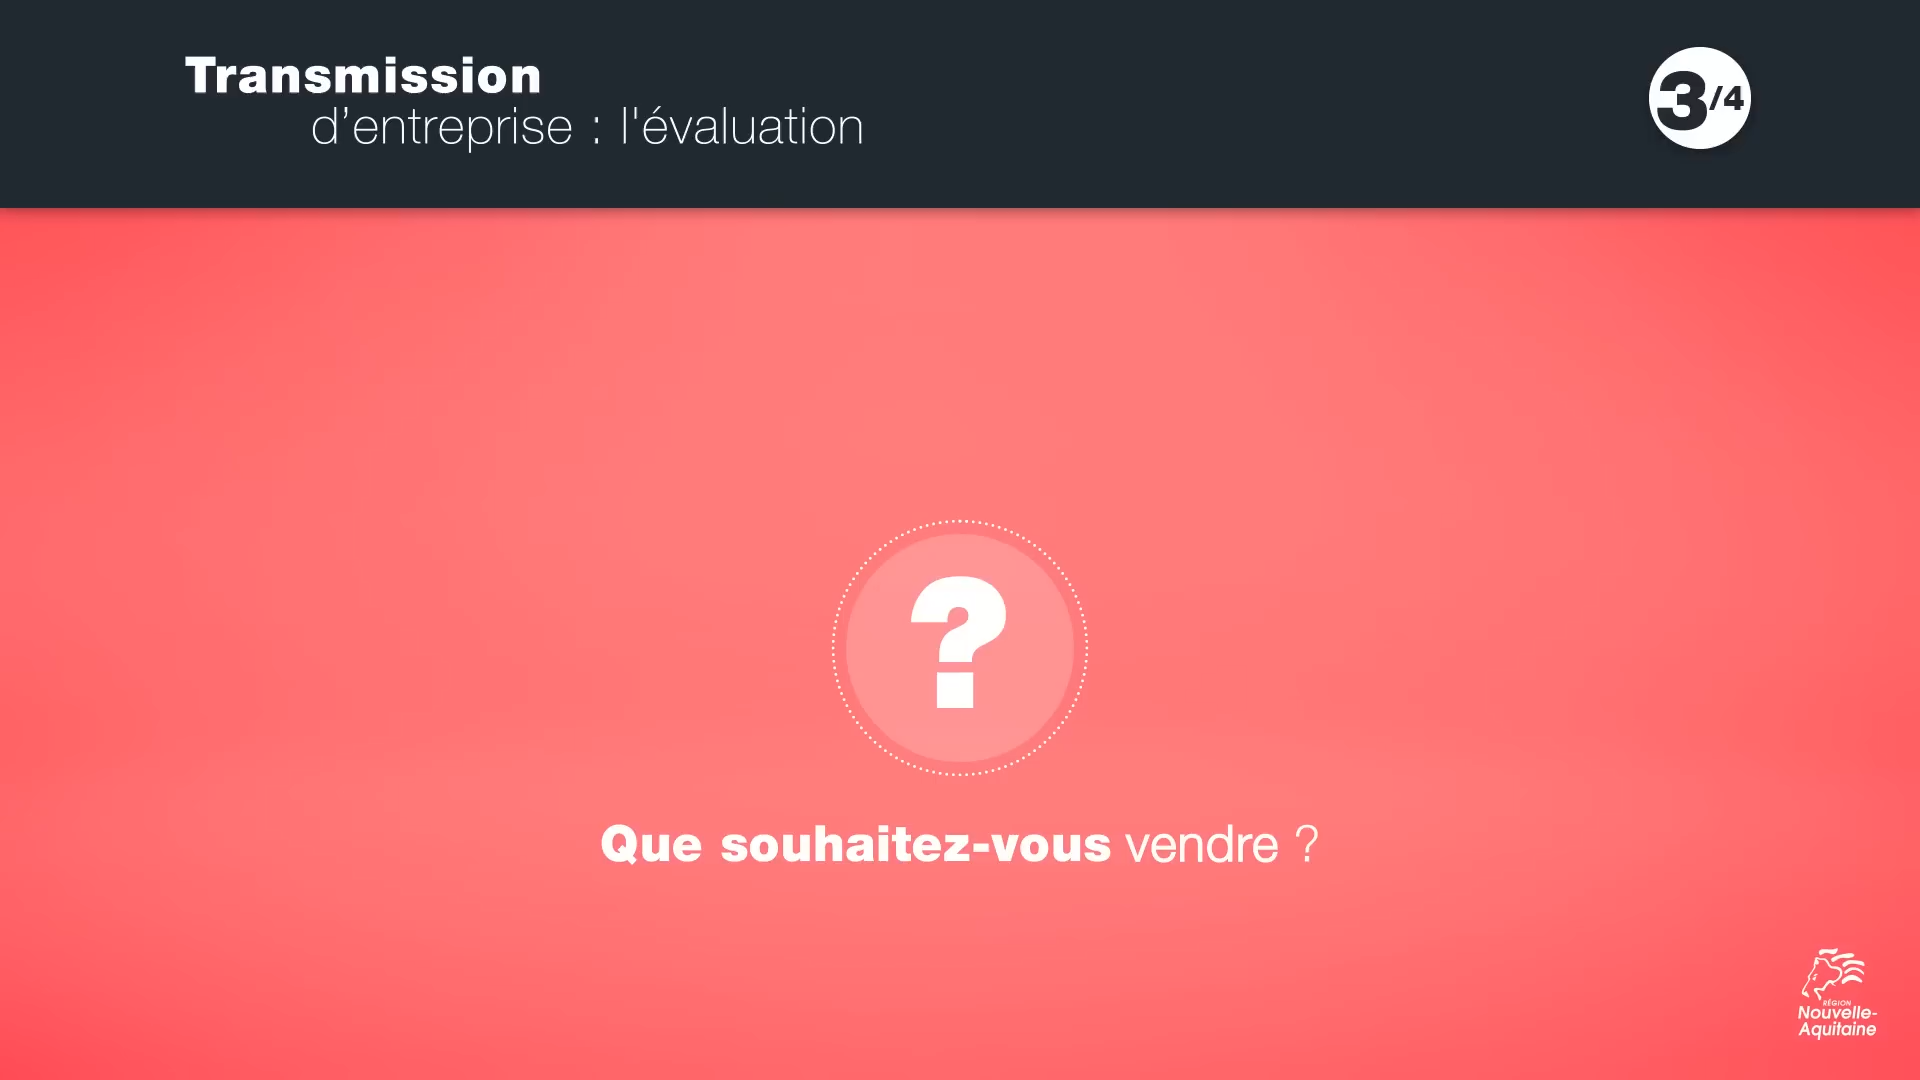 Transmission
d’entreprise : l'évaluation
3/4
?
Que souhaitez-vous vendre ?
RÉGION
Nouvelle-
Aquitaine